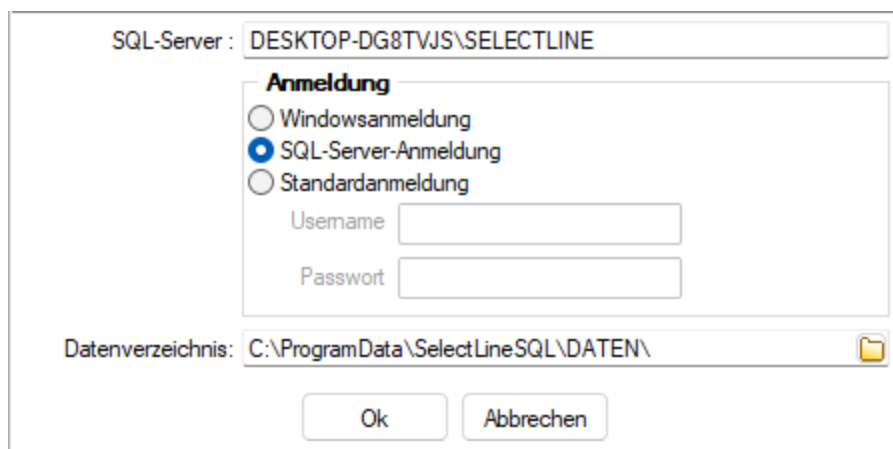 SQL-Server : DESKTOP-DG8TVJS\SELECTLINE
Anmeldung
Windowsanmeldung
SQL-Server-Anmeldung
Standardanmeldung
Username
Passwort
Datenverzeichnis: C:\ProgramData\SelectLineSQL\DATEN\
Ok Abbrechen